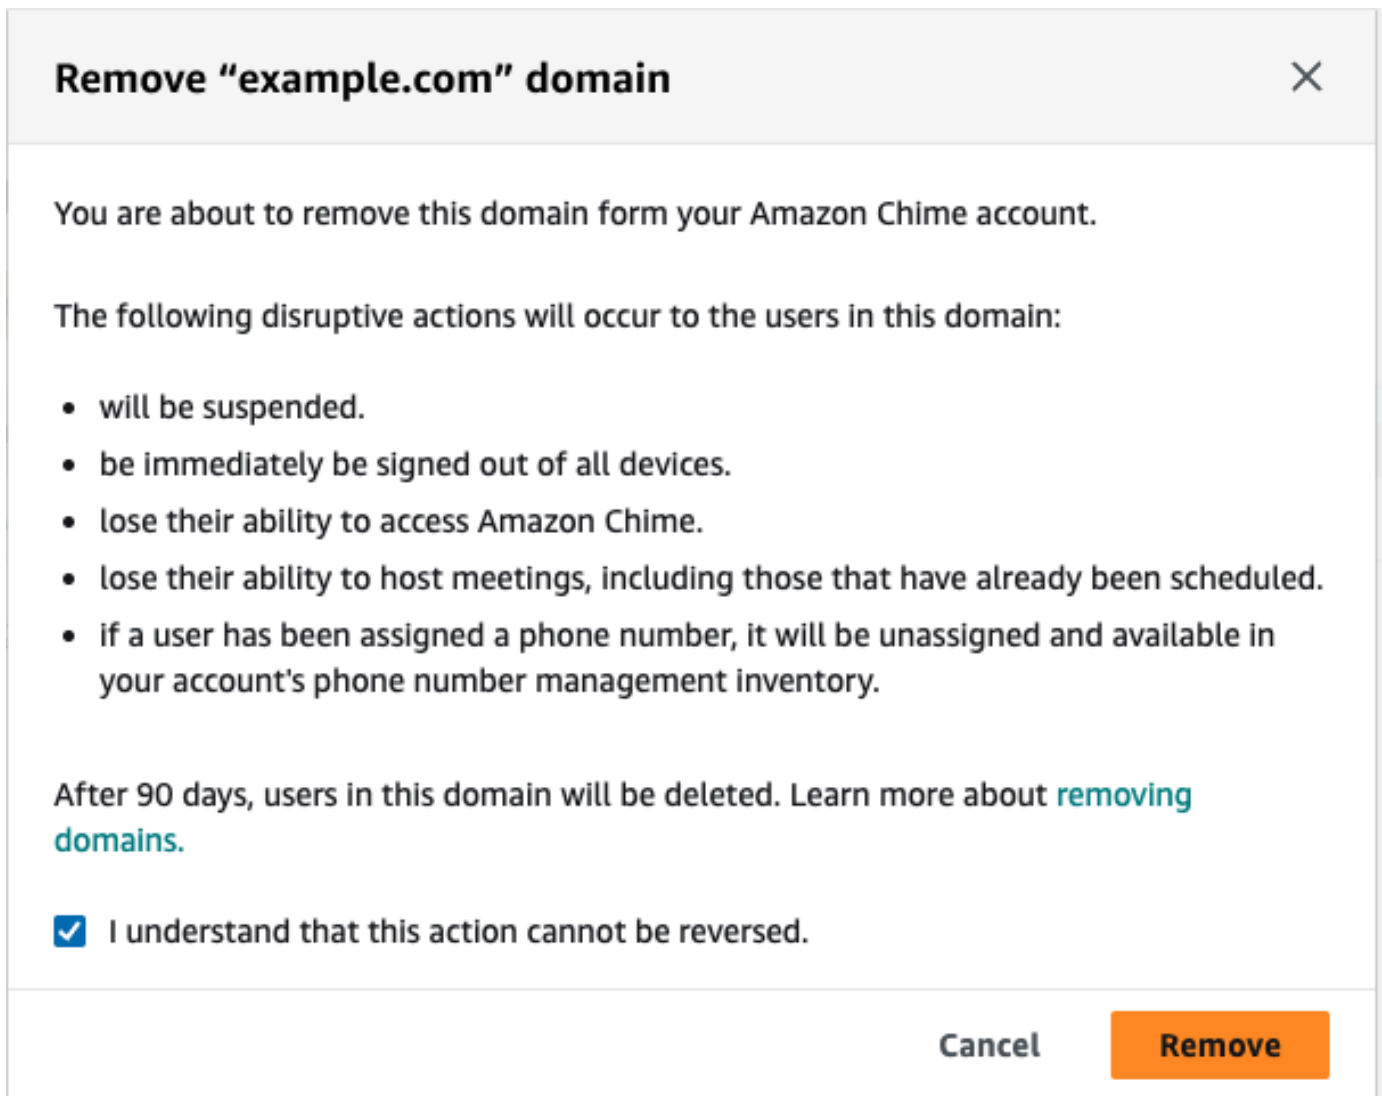 Remove “example.com” domain
You are about to remove this domain form your Amazon Chime account.
The following disruptive actions will occur to the users in this domain:
• will be suspended.
• be immediately be signed out of all devices.
• lose their ability to access Amazon Chime.
• lose their ability to host meetings, including those that have already been scheduled.
• if a user has been assigned a phone number, it will be unassigned and available in
your account's phone number management inventory.
After 90 days, users in this domain will be deleted. Learn more about removing
domains.
I understand that this action cannot be reversed.
Cancel Remove